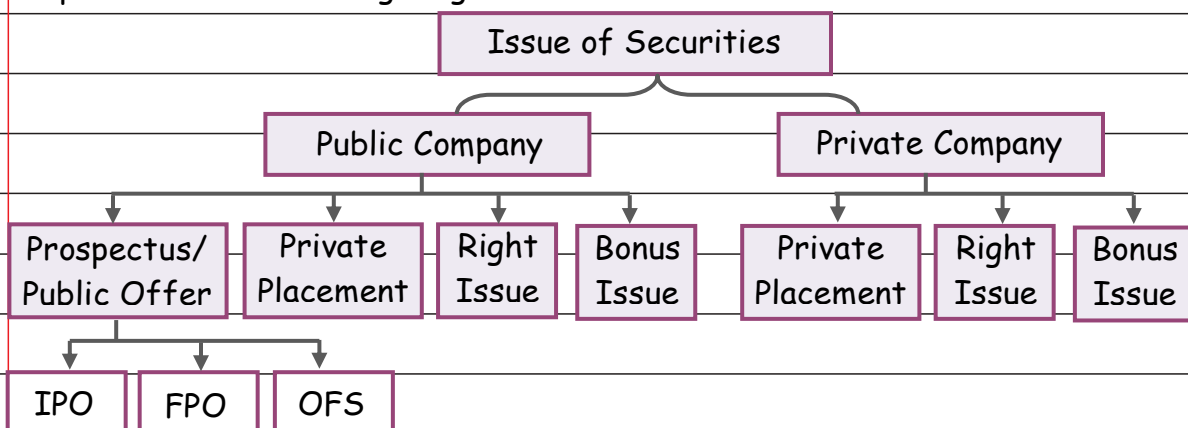 Issue of Securities
Public Company
Private Company
Prospectus/
Public Offer
Private
Placement
Right
Issue
Bonus
Issue
Private
Placement
Right
Issue
Bonus
Issue
IPO
FPO
OFS